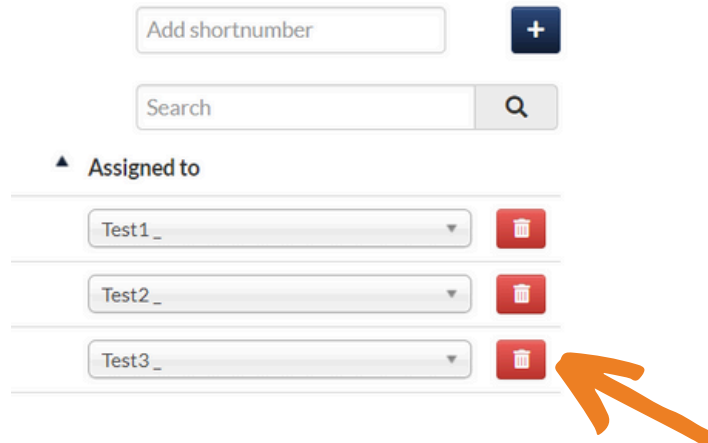 Add shortnumber
+
Search
Assigned to
Test1 _
Test2 _
Test3 _